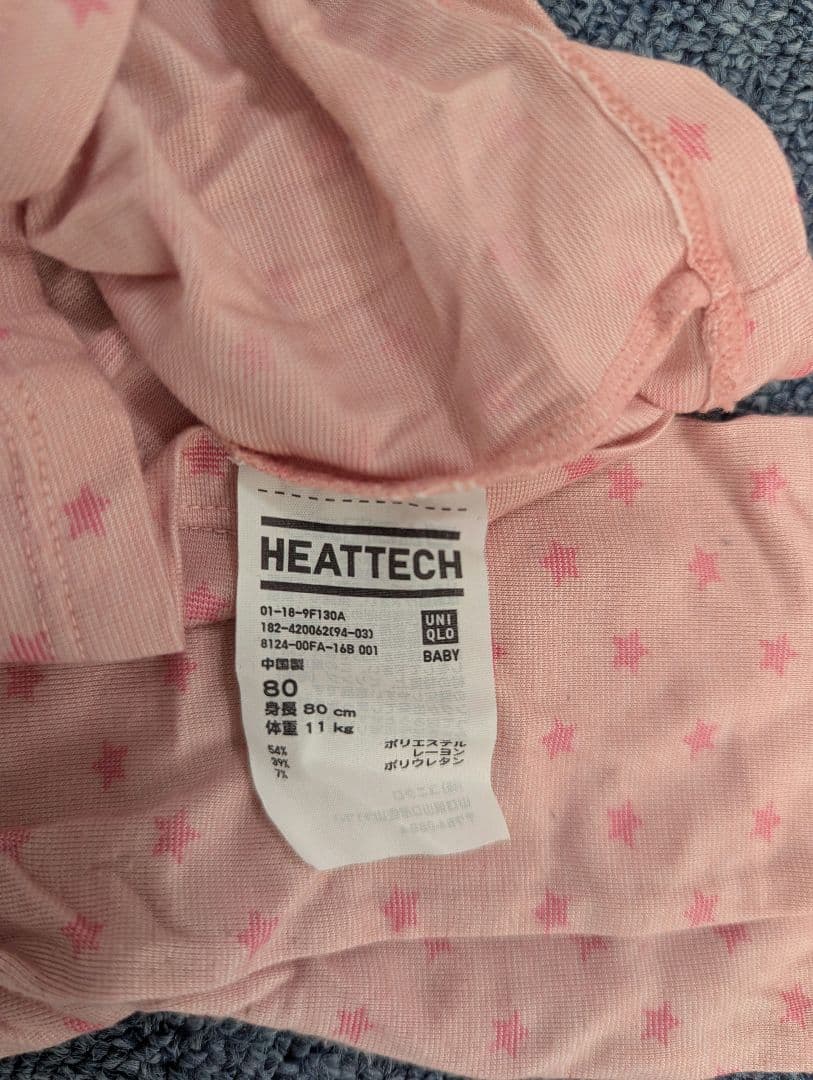 HEATTECH
01-18-9F130A
182-420062(94-03)
8124-00FA-16B 001
UNI
QLO
BABY
中国製
80
身長 80 cm
体重 11 kg
54% ポリエステル
39% レーヨン
7% ポリウレタン